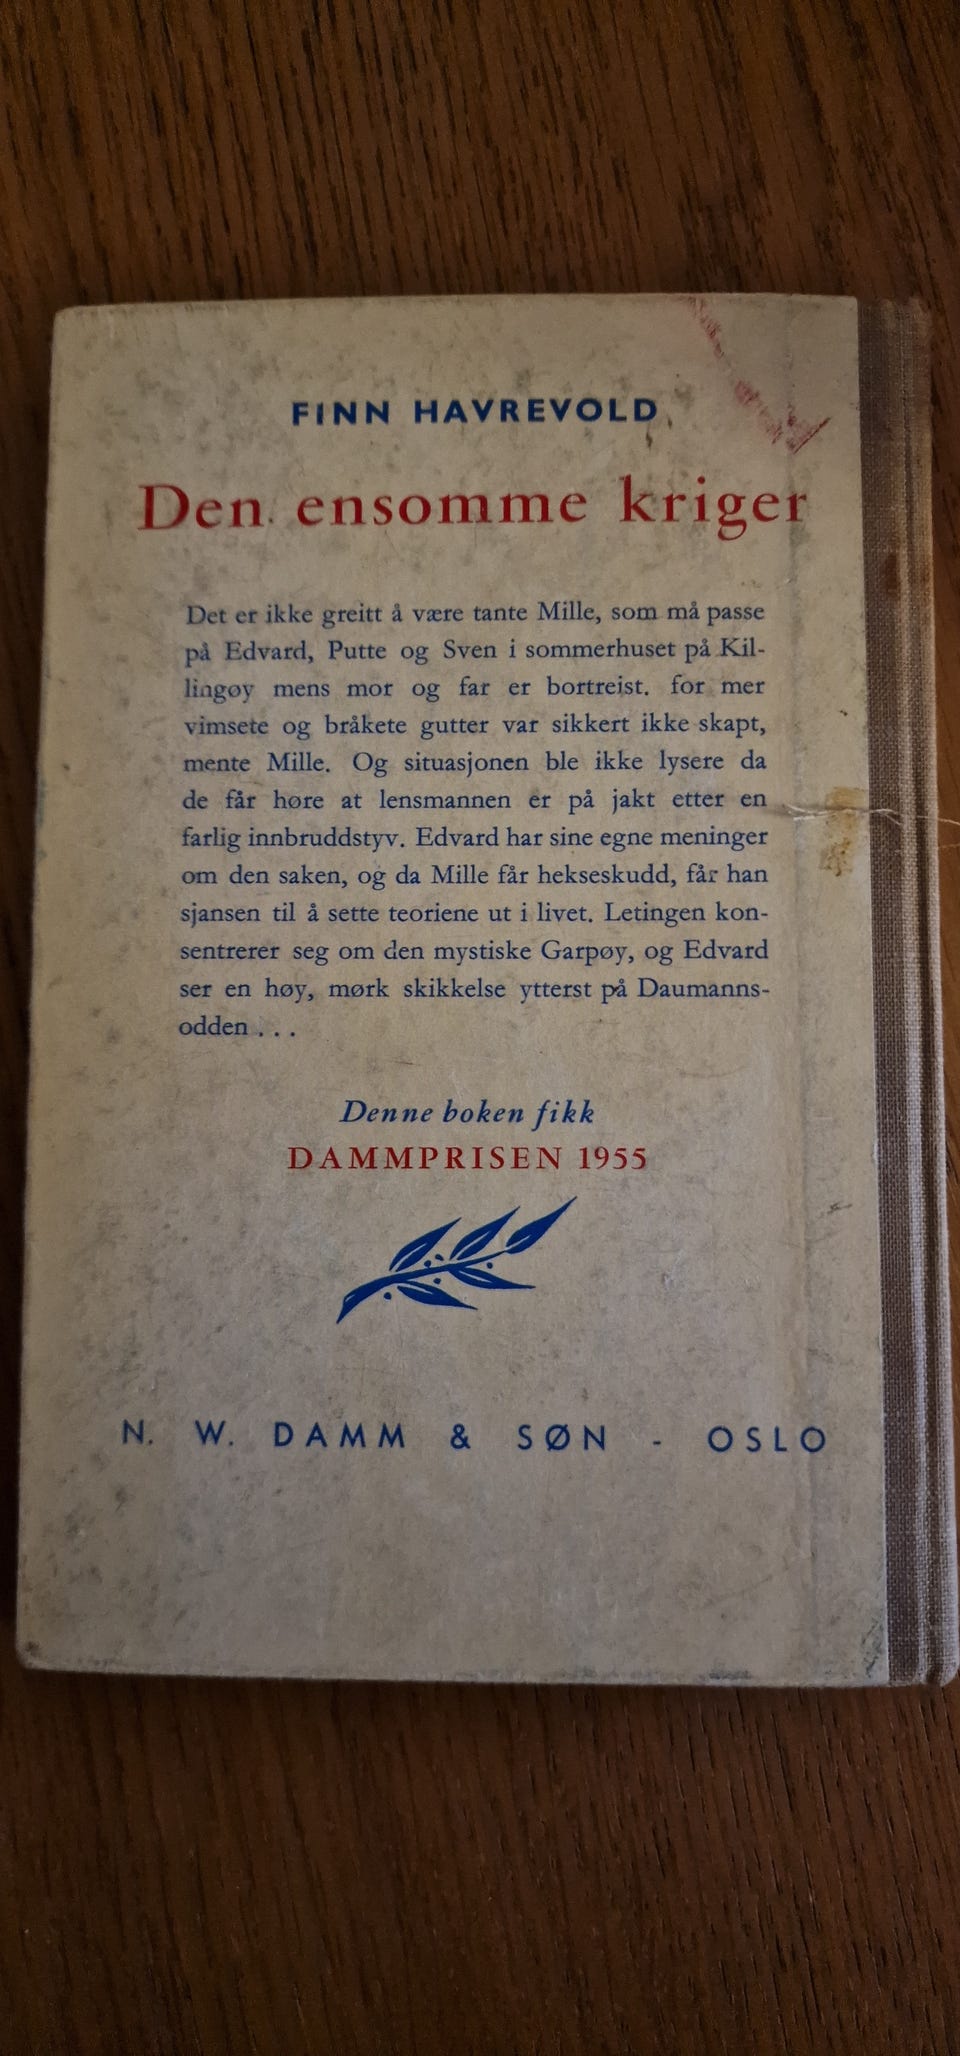 FINN HAVREVOLD
Den ensomme kriger
Det er ikke greitt å være tante Mille, som må passe
på Edvard, Putte og Sven i sommerhuset på Kil-
lingøy mens mor og far er bortreist. for mer
vimsete og bråkete gutter var sikkert ikke skapt,
mente Mille. Og situasjonen ble ikke lysere da
de får høre at lensmannen er på jakt etter en
farlig innbruddstyv. Edvard har sine egne meninger
om den saken, og da Mille får hekseskudd, får han
sjansen til å sette teoriene ut i livet. Letingen kon-
sentrerer seg om den mystiske Garpøy, og Edvard
ser en høy, mørk skikkelse ytterst på Daumanns-
odden . . .
Denne boken fikk
DAMMPRISEN 1955
N. W. DAMM & SØN - OSLO